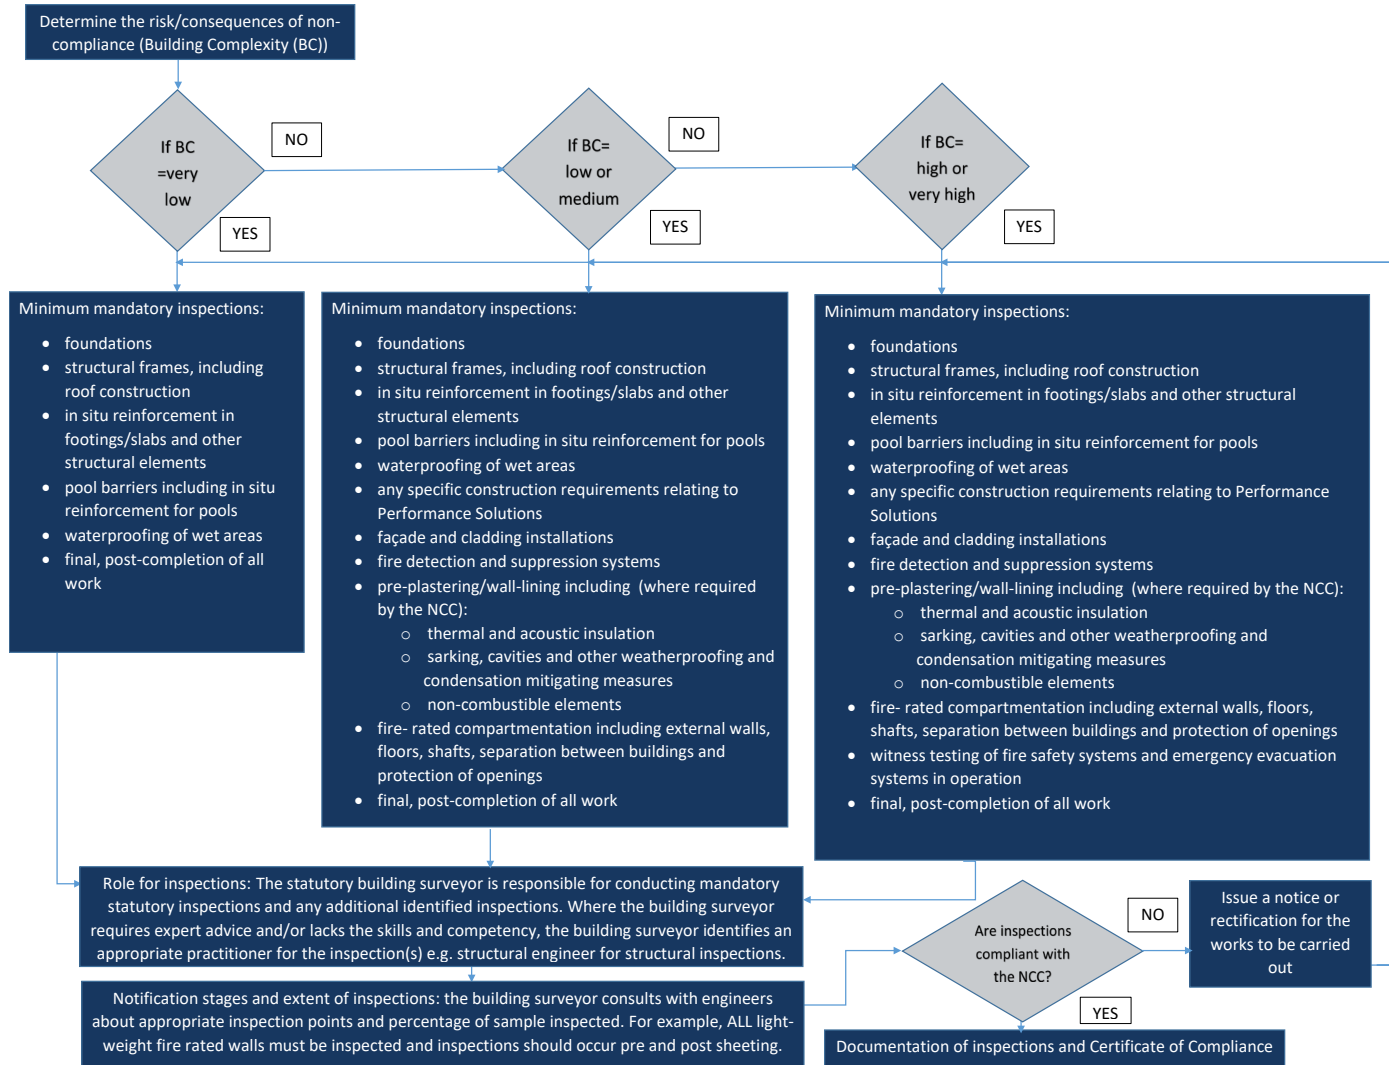 Determine the risk/consequences of non-
compliance (Building Complexity (BC))
If BC
=very
low
NO
YES
If BC=
low or
medium
NO
YES
If BC=
high or
very high
YES
Minimum mandatory inspections:
• foundations
• structural frames, including
roof construction
• in situ reinforcement in
footings/slabs and other
structural elements
• pool barriers including in situ
reinforcement for pools
• waterproofing of wet areas
• final, post-completion of all
work
Minimum mandatory inspections:
• foundations
• structural frames, including roof construction
• in situ reinforcement in footings/slabs and other
structural elements
• pool barriers including in situ reinforcement for pools
• waterproofing of wet areas
• any specific construction requirements relating to
Performance Solutions
• façade and cladding installations
• fire detection and suppression systems
• pre-plastering/wall-lining including (where required
by the NCC):
o thermal and acoustic insulation
o sarking, cavities and other weatherproofing and
condensation mitigating measures
o non-combustible elements
• fire- rated compartmentation including external walls,
floors, shafts, separation between buildings and
protection of openings
• final, post-completion of all work
Minimum mandatory inspections:
• foundations
• structural frames, including roof construction
• in situ reinforcement in footings/slabs and other structural
elements
• pool barriers including in situ reinforcement for pools
• waterproofing of wet areas
• any specific construction requirements relating to Performance
Solutions
• façade and cladding installations
• fire detection and suppression systems
• pre-plastering/wall-lining including (where required by the NCC):
o thermal and acoustic insulation
o sarking, cavities and other weatherproofing and
condensation mitigating measures
o non-combustible elements
• fire- rated compartmentation including external walls, floors,
shafts, separation between buildings and protection of openings
• witness testing of fire safety systems and emergency evacuation
systems in operation
• final, post-completion of all work
Role for inspections: The statutory building surveyor is responsible for conducting mandatory
statutory inspections and any additional identified inspections. Where the building surveyor
requires expert advice and/or lacks the skills and competency, the building surveyor identifies an
appropriate practitioner for the inspection(s) e.g. structural engineer for structural inspections.
Notification stages and extent of inspections: the building surveyor consults with engineers
about appropriate inspection points and percentage of sample inspected. For example, ALL light-
weight fire rated walls must be inspected and inspections should occur pre and post sheeting.
Are inspections
compliant with
the NCC?
NO
YES
Issue a notice or
rectification for the
works to be carried
out
Documentation of inspections and Certificate of Compliance